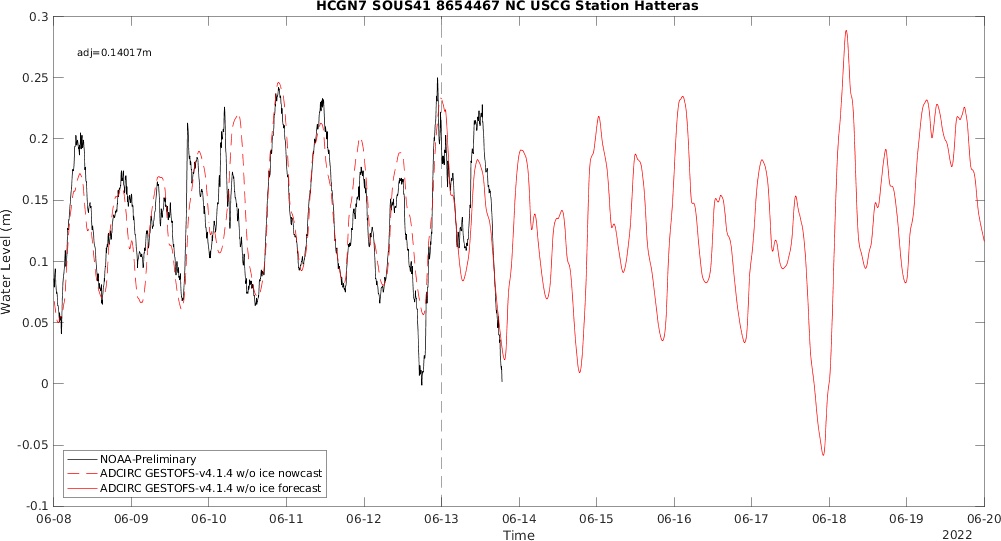 HCGN7 SOUS41 8654467 NC USCG Station Hatteras
adj=0.14017m
0.3
0.25
0.2
0.15
0.1
0.05
0
-0.05
-0.1
Water Level (m)
NOAA-Preliminary
ADCIRC GESTOFS-v4.1.4 w/o ice nowcast
ADCIRC GESTOFS-v4.1.4 w/o ice forecast
06-08 06-09 06-10 06-11 06-12 06-13 06-14 06-15 06-16 06-17 06-18 06-19 06-20
Time
2022